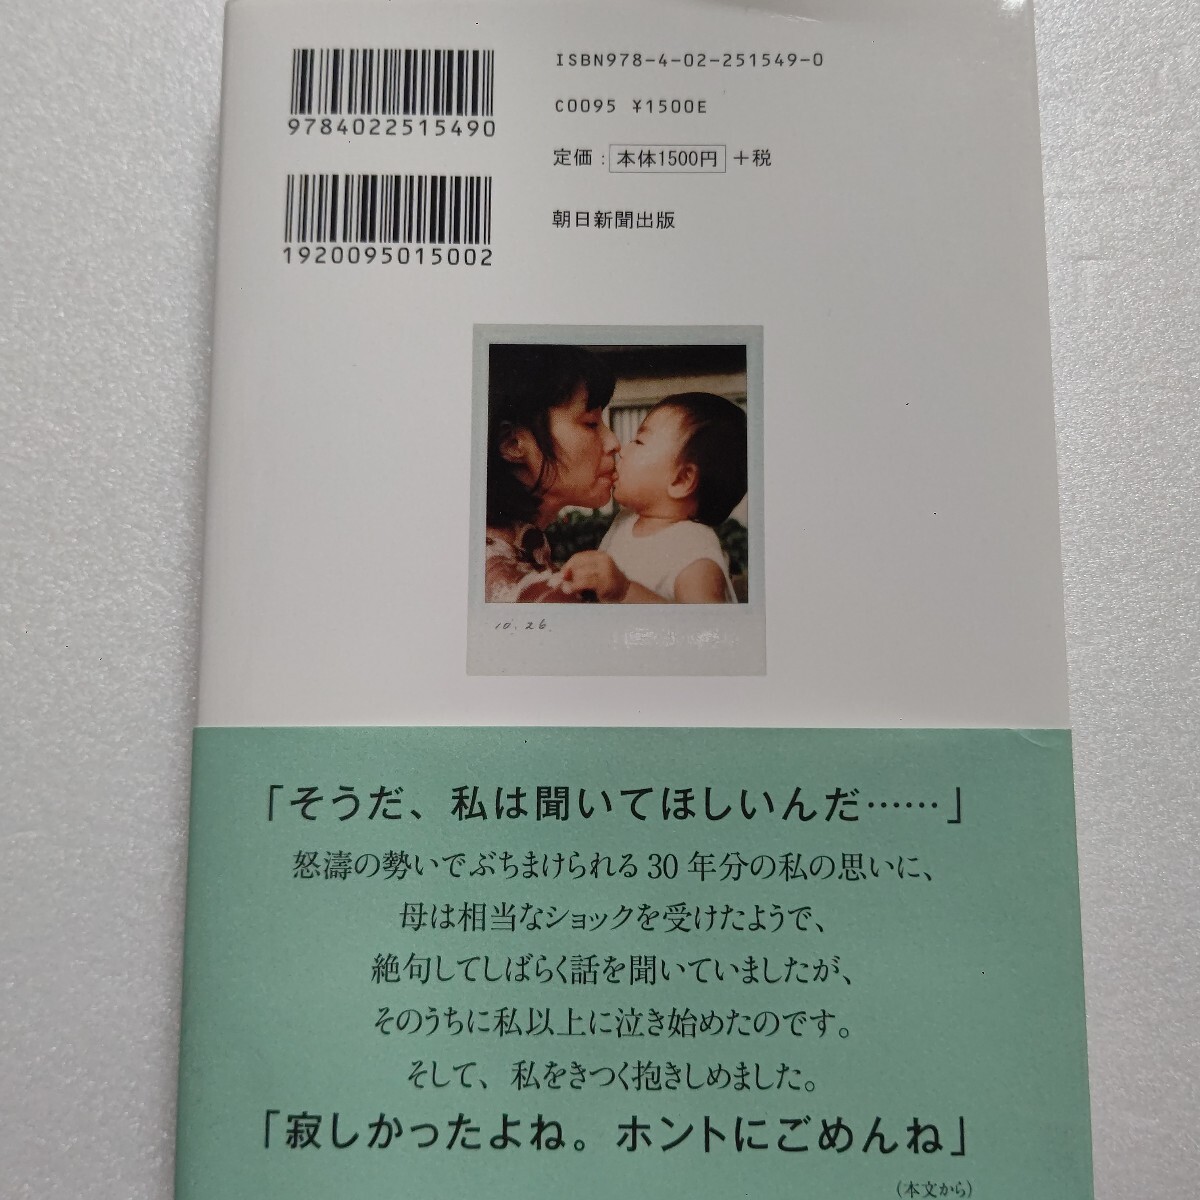 9784022515490
ISBN978-4-02-251549-0
C0095 ¥1500E
定価：本体1500円＋税
1920095015002
朝日新聞出版
10.26.
「そうだ、私は聞いてほしいんだ……」
怒濤の勢いでぶちまけられる30年分の私の思いに、
母は相当なショックを受けたようで、
絶句してしばらく話を聞いていましたが、
そのうちに私以上に泣き始めたのです。
そして、私をきつく抱きしめました。
「寂しかったよね。ホントにごめんね」
（本文から）